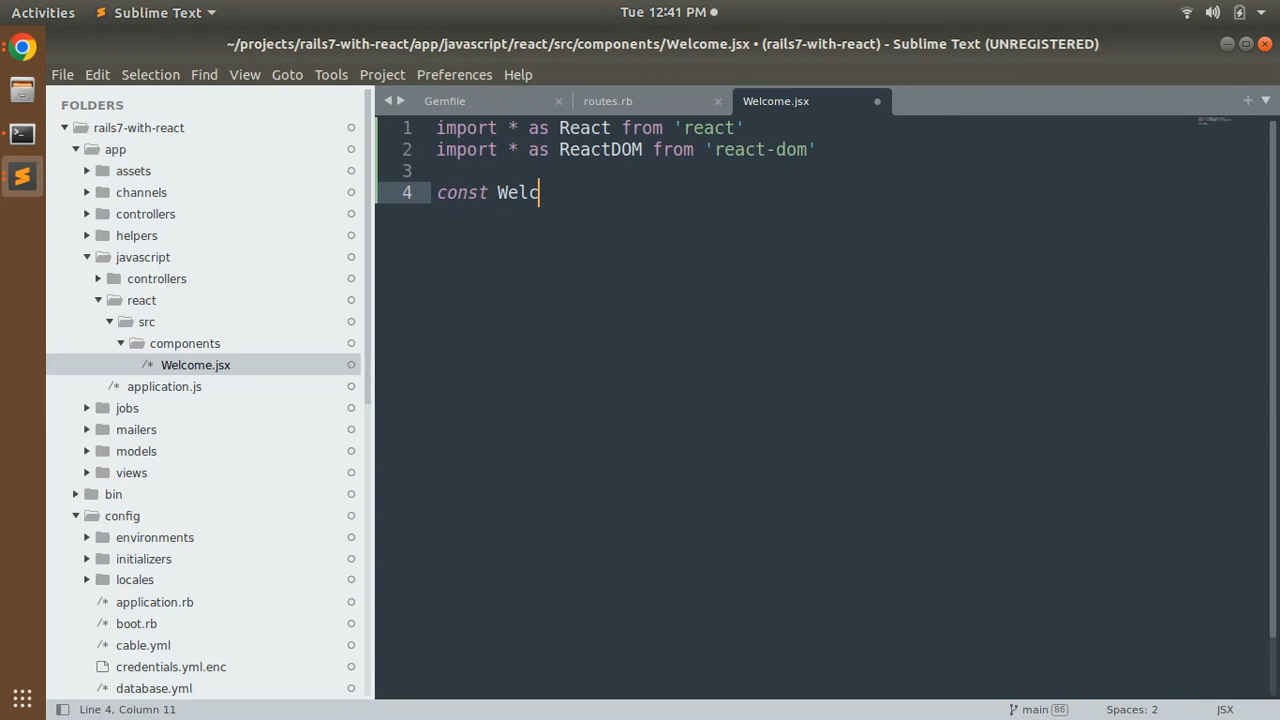 Activities
Sublime Text
Tue 12:41 PM
~/projects/rails7-with-react/app/javascript/react/src/components/Welcome.jsx • (rails7-with-react) - Sublime Text (UNREGISTERED)
File Edit Selection Find View Goto Tools Project Preferences Help
FOLDERS
rails7-with-react
app
assets
channels
controllers
helpers
javascript
controllers
react
src
components
/* Welcome.jsx
/* application.js
jobs
mailers
models
views
bin
config
environments
initializers
locales
/* application.rb
/* boot.rb
/* cable.yml
credentials.yml.enc
/* database.yml
Gemfile × routes.rb × Welcome.jsx
1 import * as React from 'react'
2 import * as ReactDOM from 'react-dom'
3
4 const Welc
Line 4, Column 11
main 86
Spaces: 2
JSX